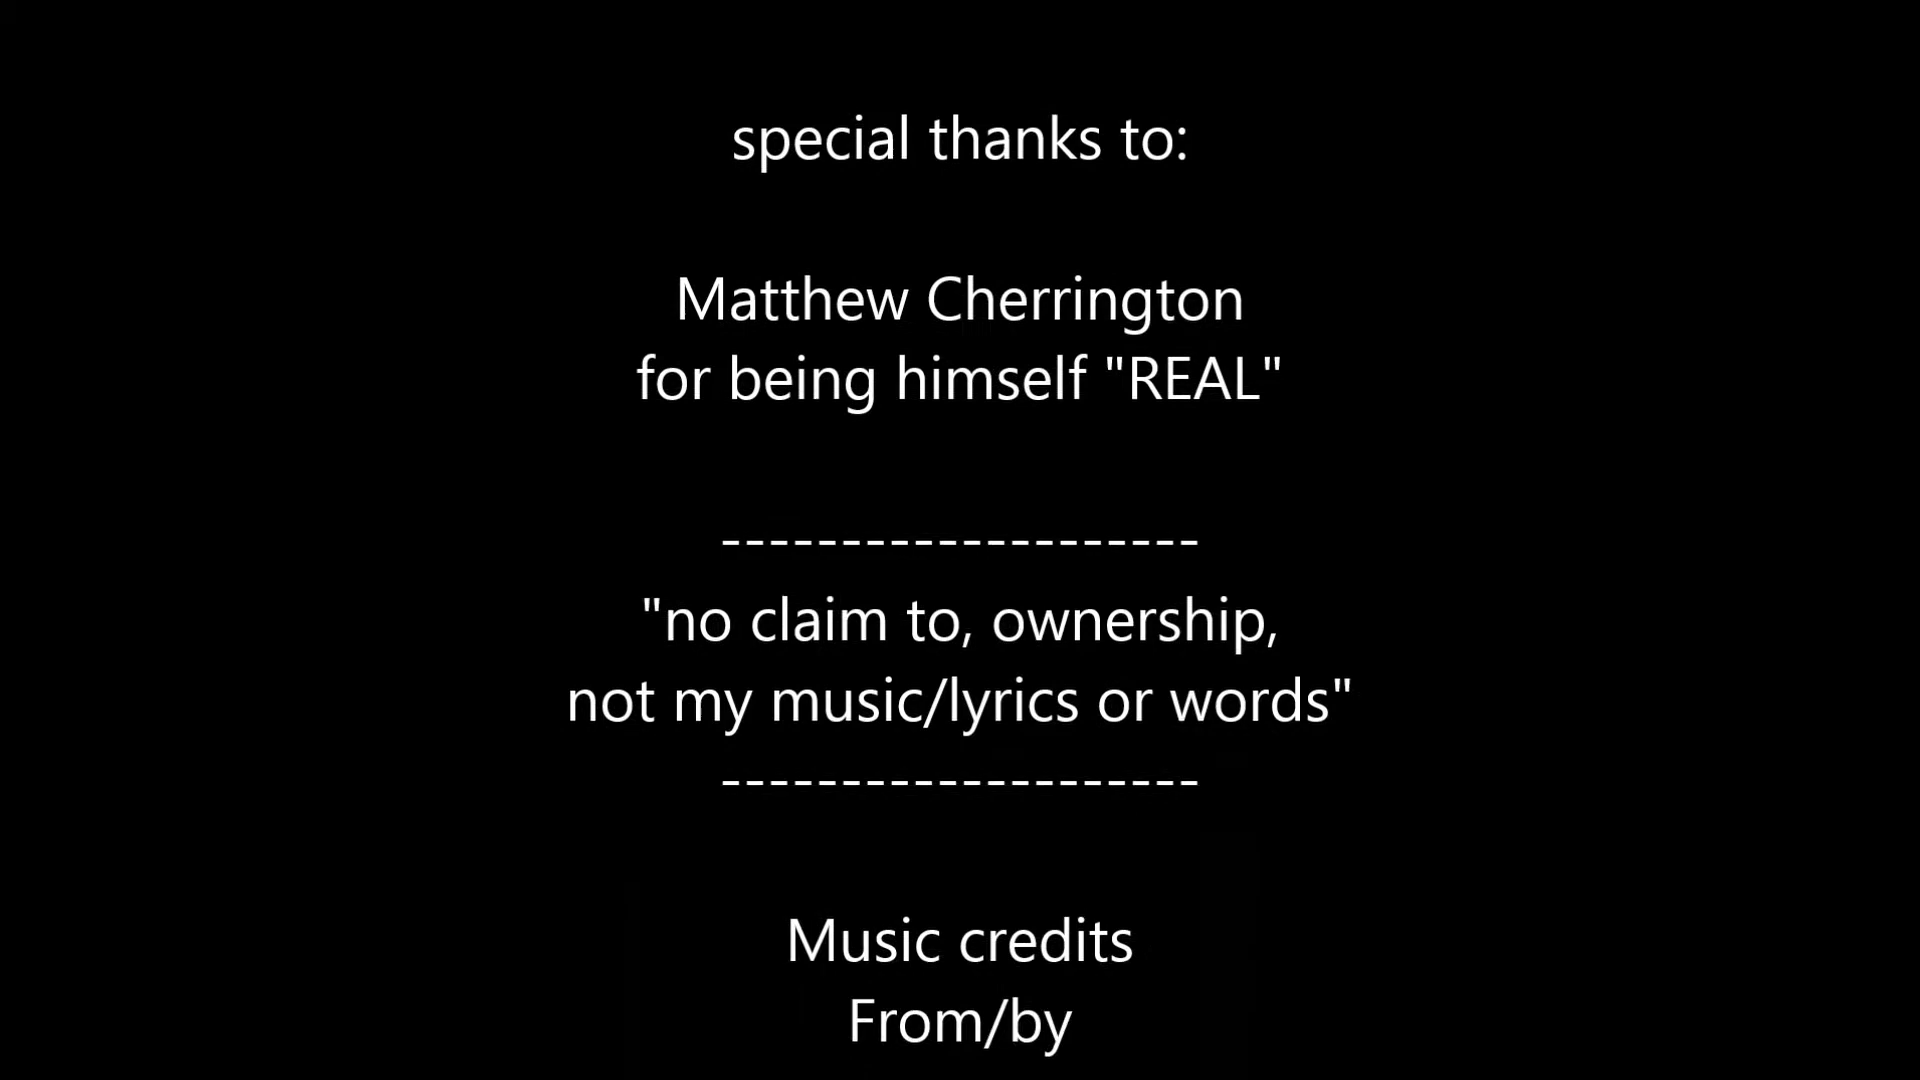 special thanks to:
Matthew Cherrington
for being himself "REAL"
--------------------
"no claim to, ownership,
not my music/lyrics or words"
--------------------
Music credits
From/by